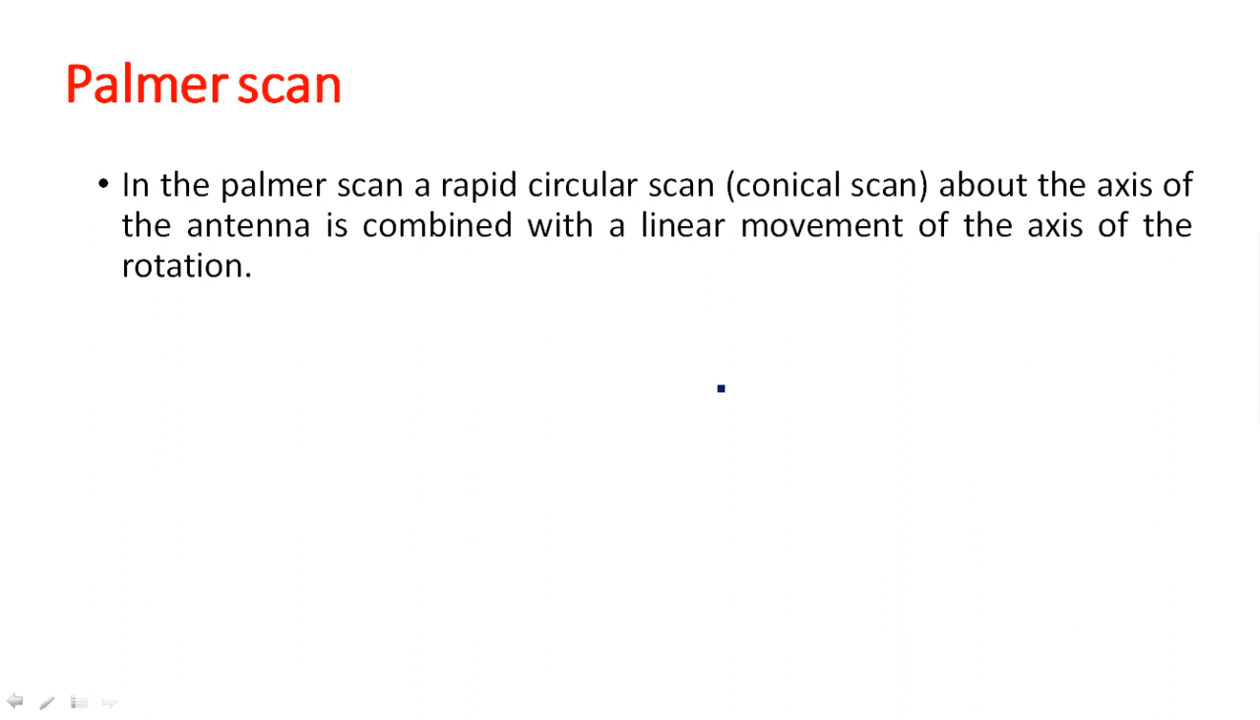 Palmer scan
• In the palmer scan a rapid circular scan (conical scan) about the axis of
the antenna is combined with a linear movement of the axis of the
rotation.